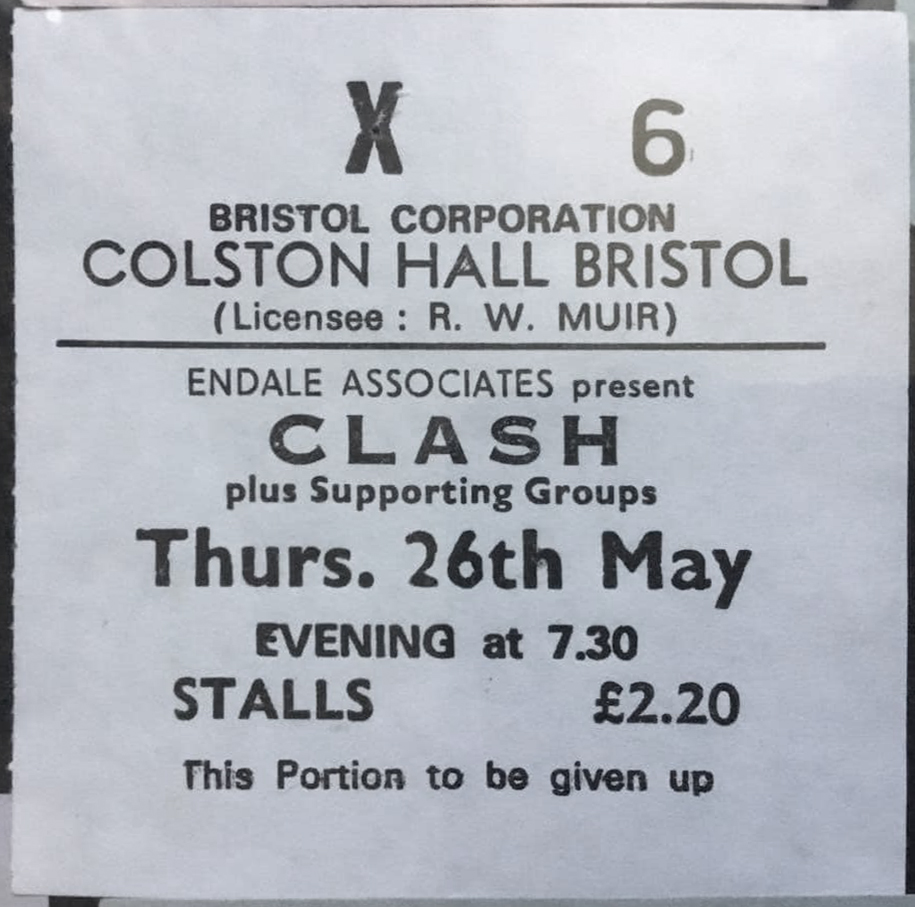 X 6
BRISTOL CORPORATION
COLSTON HALL BRISTOL
(Licensee : R. W. MUIR)
ENDALE ASSOCIATES present
CLASH
plus Supporting Groups
Thurs. 26th May
EVENING at 7.30
STALLS £2.20
This Portion to be given up